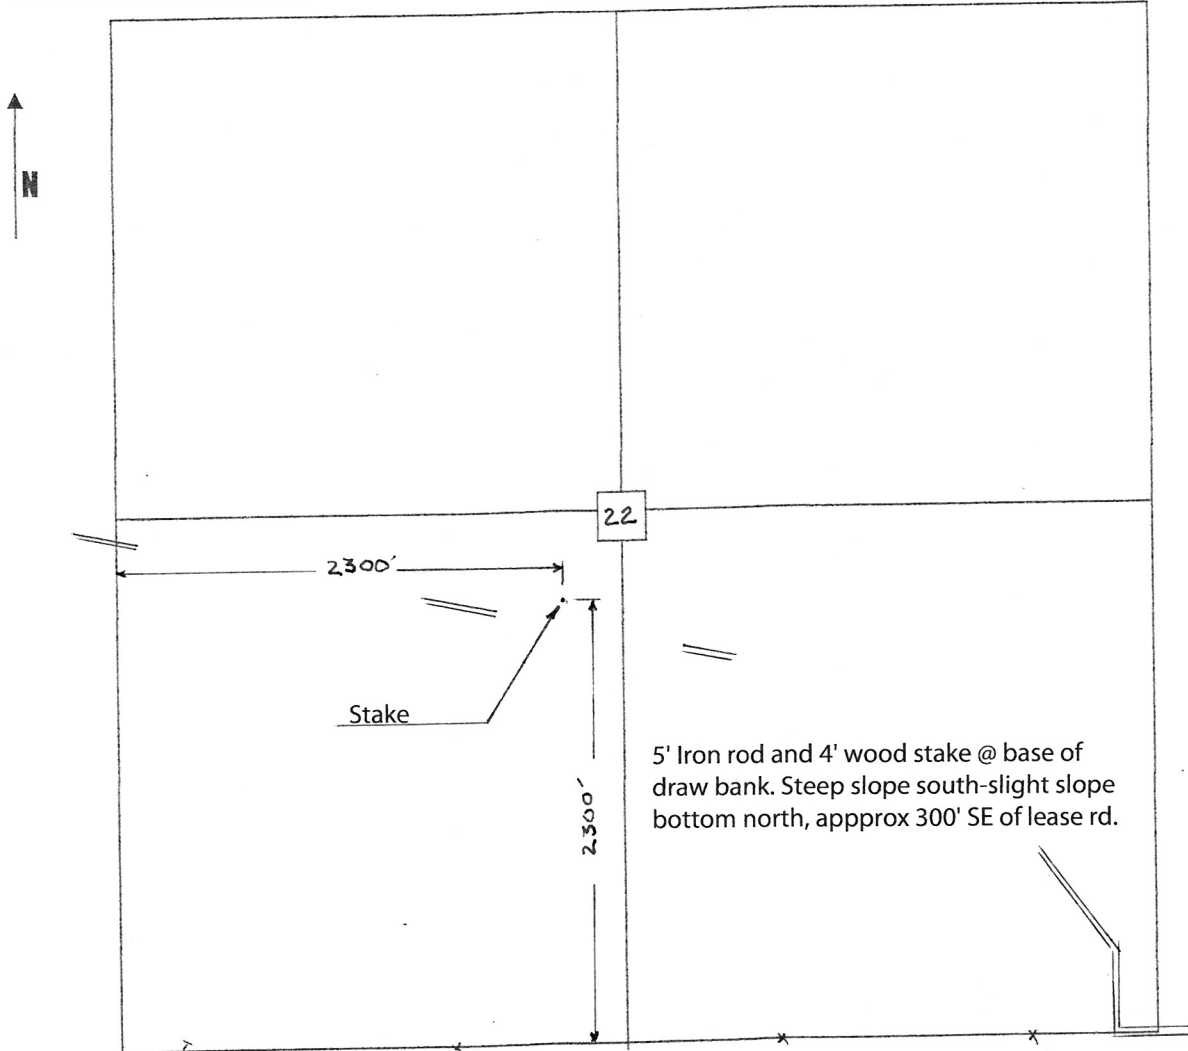 N
22
2300'
Stake
2300'
5' Iron rod and 4' wood stake @ base of
draw bank. Steep slope south-slight slope
bottom north, appprox 300' SE of lease rd.